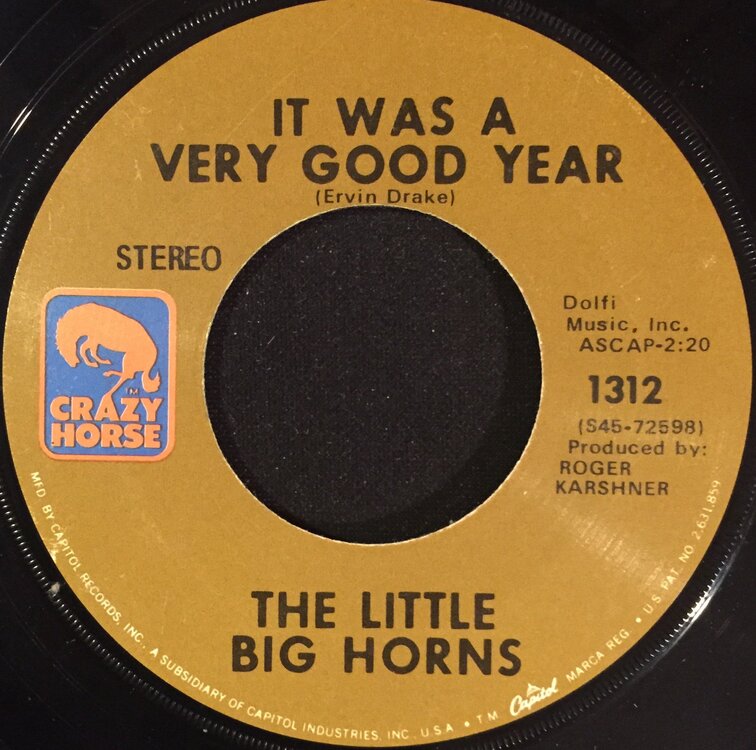 IT WAS A
VERY GOOD YEAR
(Ervin Drake)
STEREO
Dolfi
Music, Inc.
ASCAP-2:20
1312
(S45-72598)
Produced by:
ROGER
KARSHNER
TM
CRAZY
HORSE
THE LITTLE
BIG HORNS
MFD. BY CAPITOL RECORDS, INC., A SUBSIDIARY OF CAPITOL INDUSTRIES, INC., U.S.A. • T.M. Capitol MARCA REG. • U.S. PAT. NO. 2,631,859